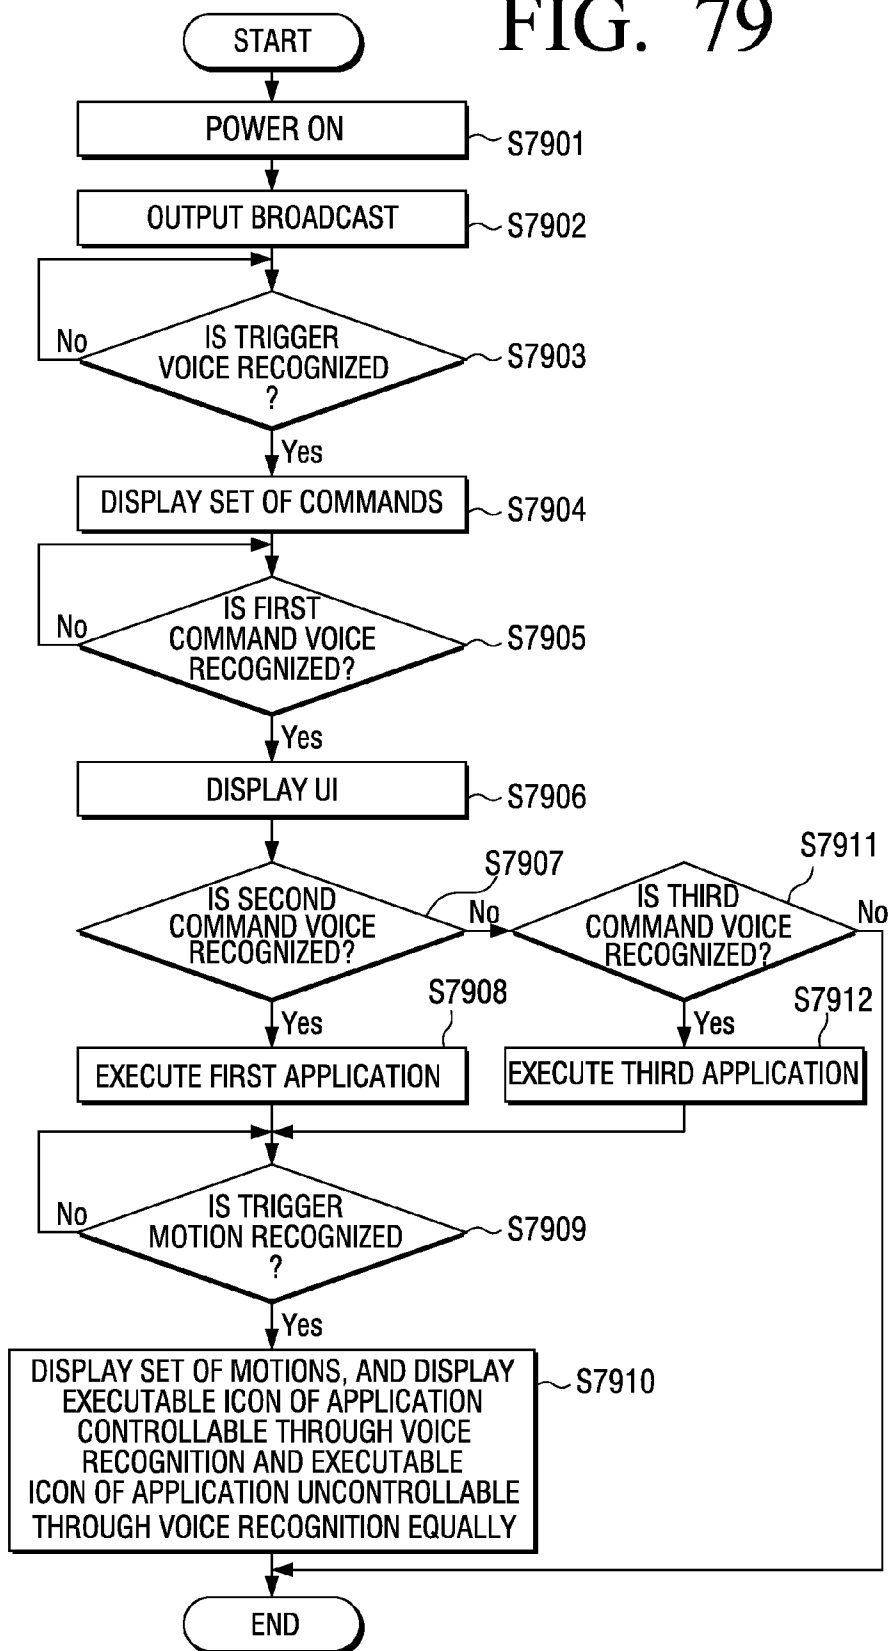 FIG. 79
START
POWER ON
S7901
OUTPUT BROADCAST
S7902
IS TRIGGER
VOICE RECOGNIZED
?
No
S7903
Yes
DISPLAY SET OF COMMANDS
S7904
IS FIRST
COMMAND VOICE
RECOGNIZED?
No
S7905
Yes
DISPLAY UI
S7906
IS SECOND
COMMAND VOICE
RECOGNIZED?
S7907
No
IS THIRD
COMMAND VOICE
RECOGNIZED?
S7911
No
Yes
S7908
EXECUTE FIRST APPLICATION
Yes
S7912
EXECUTE THIRD APPLICATION
IS TRIGGER
MOTION RECOGNIZED
?
No
S7909
Yes
DISPLAY SET OF MOTIONS, AND DISPLAY
EXECUTABLE ICON OF APPLICATION
CONTROLLABLE THROUGH VOICE
RECOGNITION AND EXECUTABLE
ICON OF APPLICATION UNCONTROLLABLE
THROUGH VOICE RECOGNITION EQUALLY
S7910
END